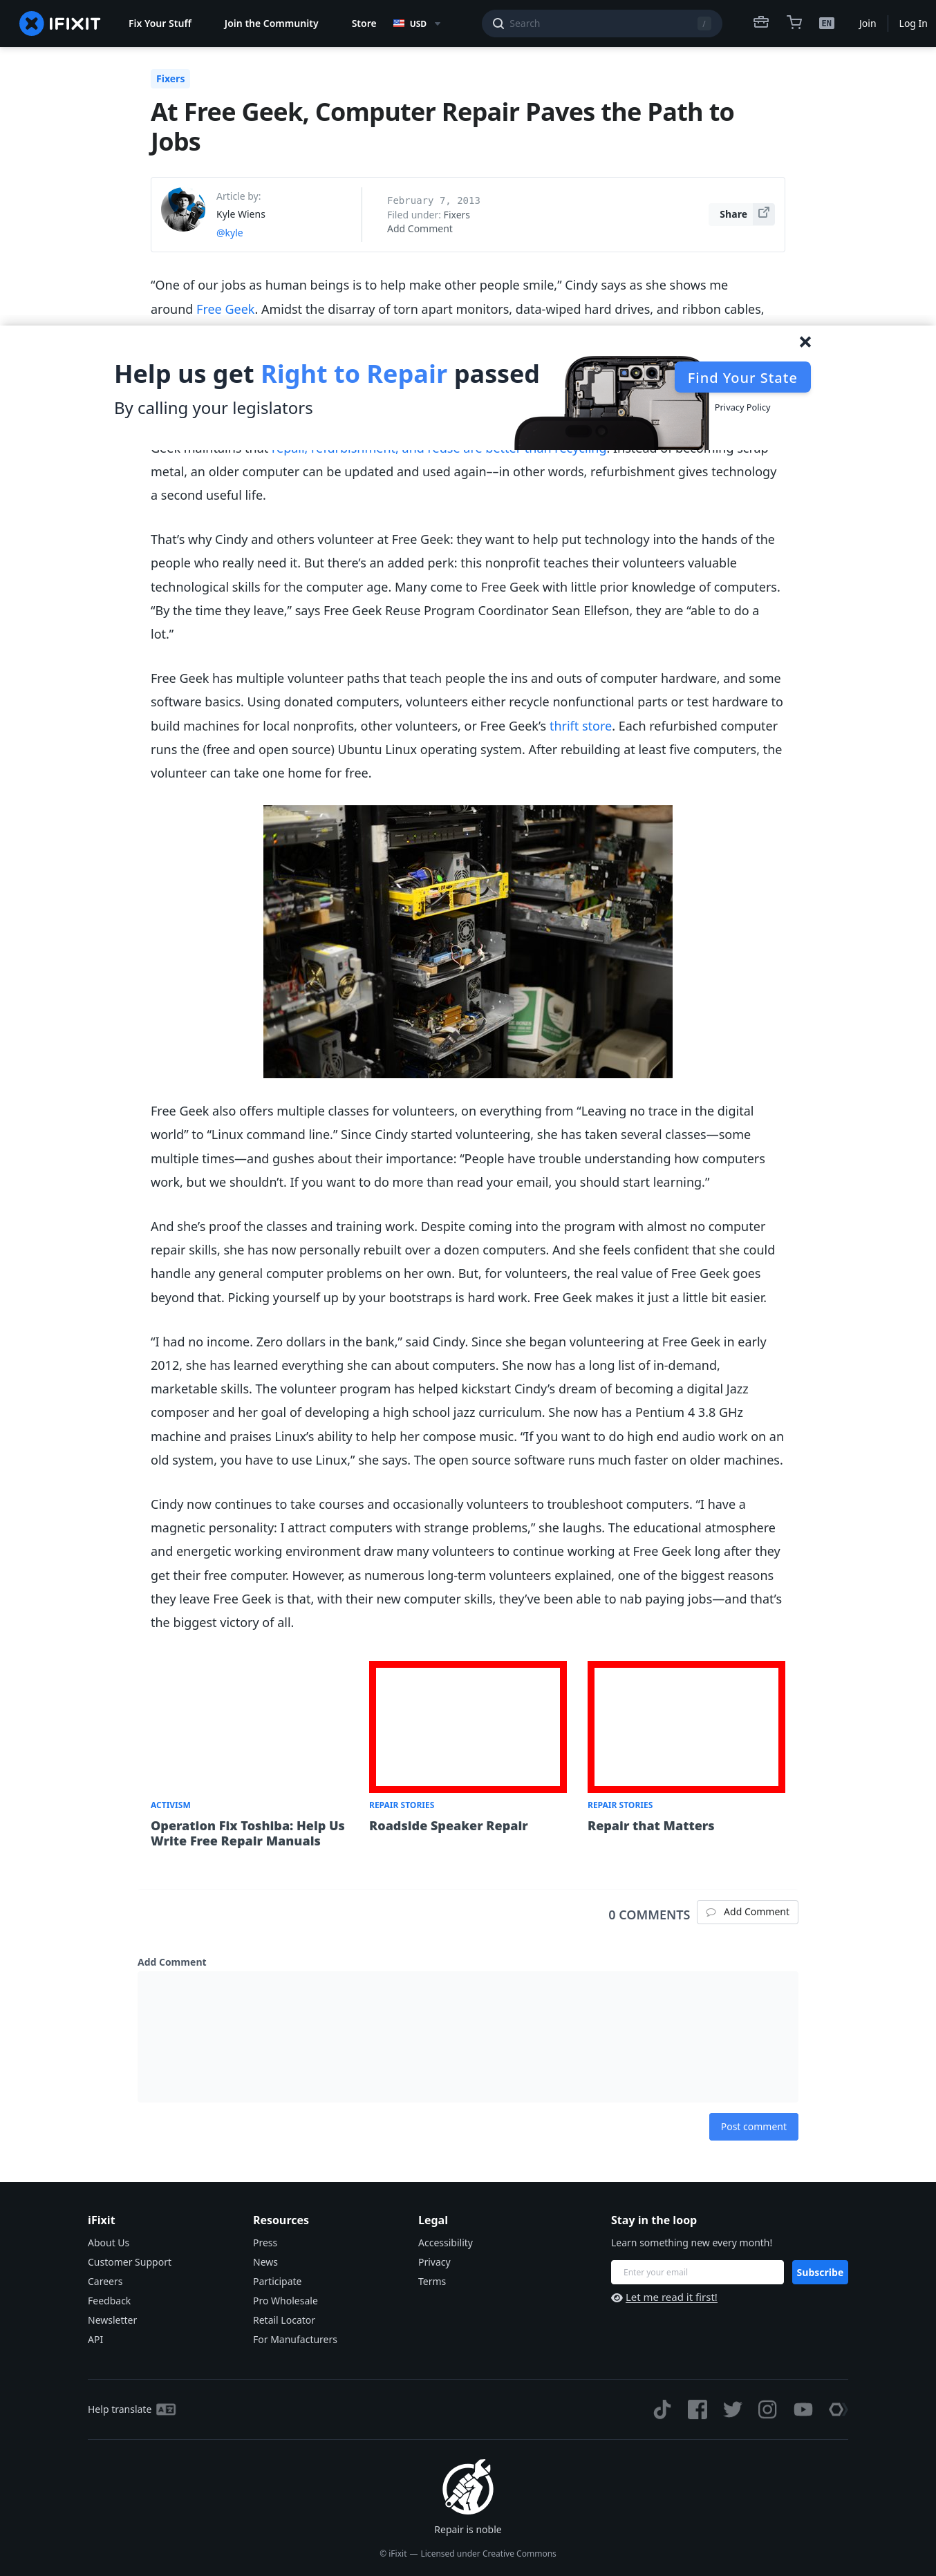 IFIXIT
Fix Your Stuff
Join the Community
Store
USD
Search
/
EN
Join
Log In
Fixers
At Free Geek, Computer Repair Paves the Path to
Jobs
Article by:
Kyle Wiens
@kyle
February 7, 2013
Filed under: Fixers
Add Comment
Share
“One of our jobs as human beings is to help make other people smile,” Cindy says as she shows me
around Free Geek. Amidst the disarray of torn apart monitors, data-wiped hard drives, and ribbon cables,
Help us get Right to Repair passed
By calling your legislators
Find Your State
Privacy Policy
Geek maintains that repair, refurbishment, and reuse are better than recycling. Instead of becoming scrap
metal, an older computer can be updated and used again––in other words, refurbishment gives technology
a second useful life.
That’s why Cindy and others volunteer at Free Geek: they want to help put technology into the hands of the
people who really need it. But there’s an added perk: this nonprofit teaches their volunteers valuable
technological skills for the computer age. Many come to Free Geek with little prior knowledge of computers.
“By the time they leave,” says Free Geek Reuse Program Coordinator Sean Ellefson, they are “able to do a
lot.”
Free Geek has multiple volunteer paths that teach people the ins and outs of computer hardware, and some
software basics. Using donated computers, volunteers either recycle nonfunctional parts or test hardware to
build machines for local nonprofits, other volunteers, or Free Geek’s thrift store. Each refurbished computer
runs the (free and open source) Ubuntu Linux operating system. After rebuilding at least five computers, the
volunteer can take one home for free.
Free Geek also offers multiple classes for volunteers, on everything from “Leaving no trace in the digital
world” to “Linux command line.” Since Cindy started volunteering, she has taken several classes—some
multiple times—and gushes about their importance: “People have trouble understanding how computers
work, but we shouldn’t. If you want to do more than read your email, you should start learning.”
And she’s proof the classes and training work. Despite coming into the program with almost no computer
repair skills, she has now personally rebuilt over a dozen computers. And she feels confident that she could
handle any general computer problems on her own. But, for volunteers, the real value of Free Geek goes
beyond that. Picking yourself up by your bootstraps is hard work. Free Geek makes it just a little bit easier.
“I had no income. Zero dollars in the bank,” said Cindy. Since she began volunteering at Free Geek in early
2012, she has learned everything she can about computers. She now has a long list of in-demand,
marketable skills. The volunteer program has helped kickstart Cindy’s dream of becoming a digital Jazz
composer and her goal of developing a high school jazz curriculum. She now has a Pentium 4 3.8 GHz
machine and praises Linux’s ability to help her compose music. “If you want to do high end audio work on an
old system, you have to use Linux,” she says. The open source software runs much faster on older machines.
Cindy now continues to take courses and occasionally volunteers to troubleshoot computers. “I have a
magnetic personality: I attract computers with strange problems,” she laughs. The educational atmosphere
and energetic working environment draw many volunteers to continue working at Free Geek long after they
get their free computer. However, as numerous long-term volunteers explained, one of the biggest reasons
they leave Free Geek is that, with their new computer skills, they’ve been able to nab paying jobs—and that’s
the biggest victory of all.
ACTIVISM
Operation Fix Toshiba: Help Us
Write Free Repair Manuals
REPAIR STORIES
Roadside Speaker Repair
REPAIR STORIES
Repair that Matters
0 COMMENTS
Add Comment
Add Comment
Post comment
iFixit
About Us
Customer Support
Careers
Feedback
Newsletter
API
Resources
Press
News
Participate
Pro Wholesale
Retail Locator
For Manufacturers
Legal
Accessibility
Privacy
Terms
Stay in the loop
Learn something new every month!
Enter your email
Subscribe
Let me read it first!
Help translate
Repair is noble
© iFixit — Licensed under Creative Commons